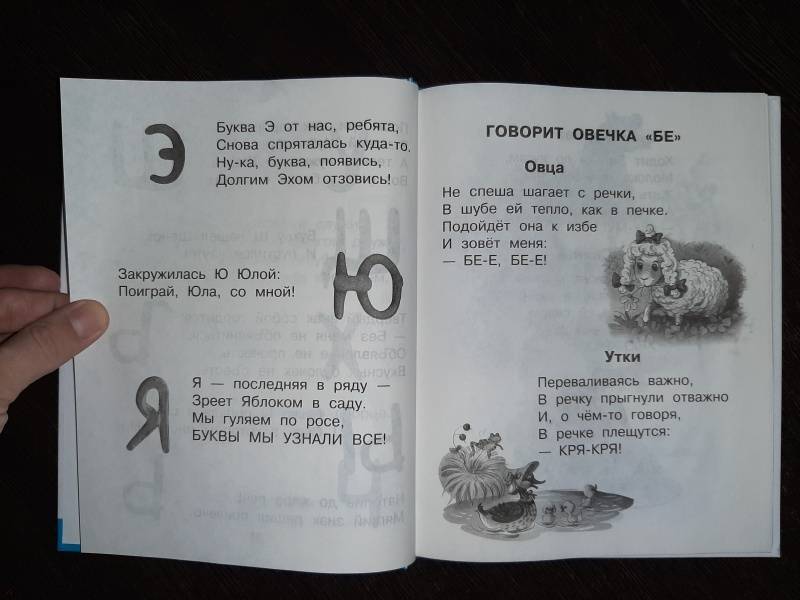 Э
Буква Э от нас, ребята,
Снова спряталась куда-то.
Ну-ка, буква, появись,
Долгим Эхом отзовись!
Закружилась Ю Юлой:
Поиграй, Юла, со мной!
Ю
Я
Я — последняя в ряду —
Зреет Яблоком в саду.
Мы гуляем по росе,
БУКВЫ МЫ УЗНАЛИ ВСЕ!
ГОВОРИТ ОВЕЧКА «БЕ»
Овца
Не спеша шагает с речки,
В шубе ей тепло, как в печке.
Подойдёт она к избе
И зовёт меня:
— БЕ-Е, БЕ-Е!
Утки
Переваливаясь важно,
В речку прыгнули отважно
И, о чём-то говоря,
В речке плещутся:
— КРЯ-КРЯ!